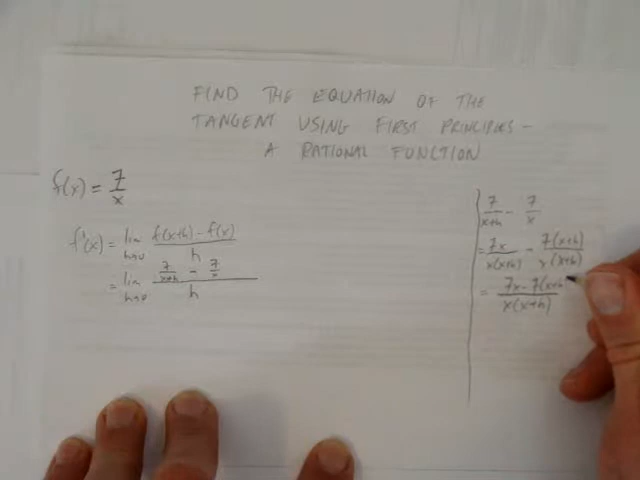 FIND THE EQUATION OF THE
TANGENT USING FIRST PRINCIPLES -
A RATIONAL FUNCTION
f(x) = 7/x
f'(x) = lim h→0 (f(x+h) - f(x))/h
= lim h→0 (7/(x+h) - 7/x)/h
7/(x+h) - 7/x
= 7x/(x(x+h)) - 7(x+h)/(x(x+h))
= (7x - 7(x+h)/(x(x+h))